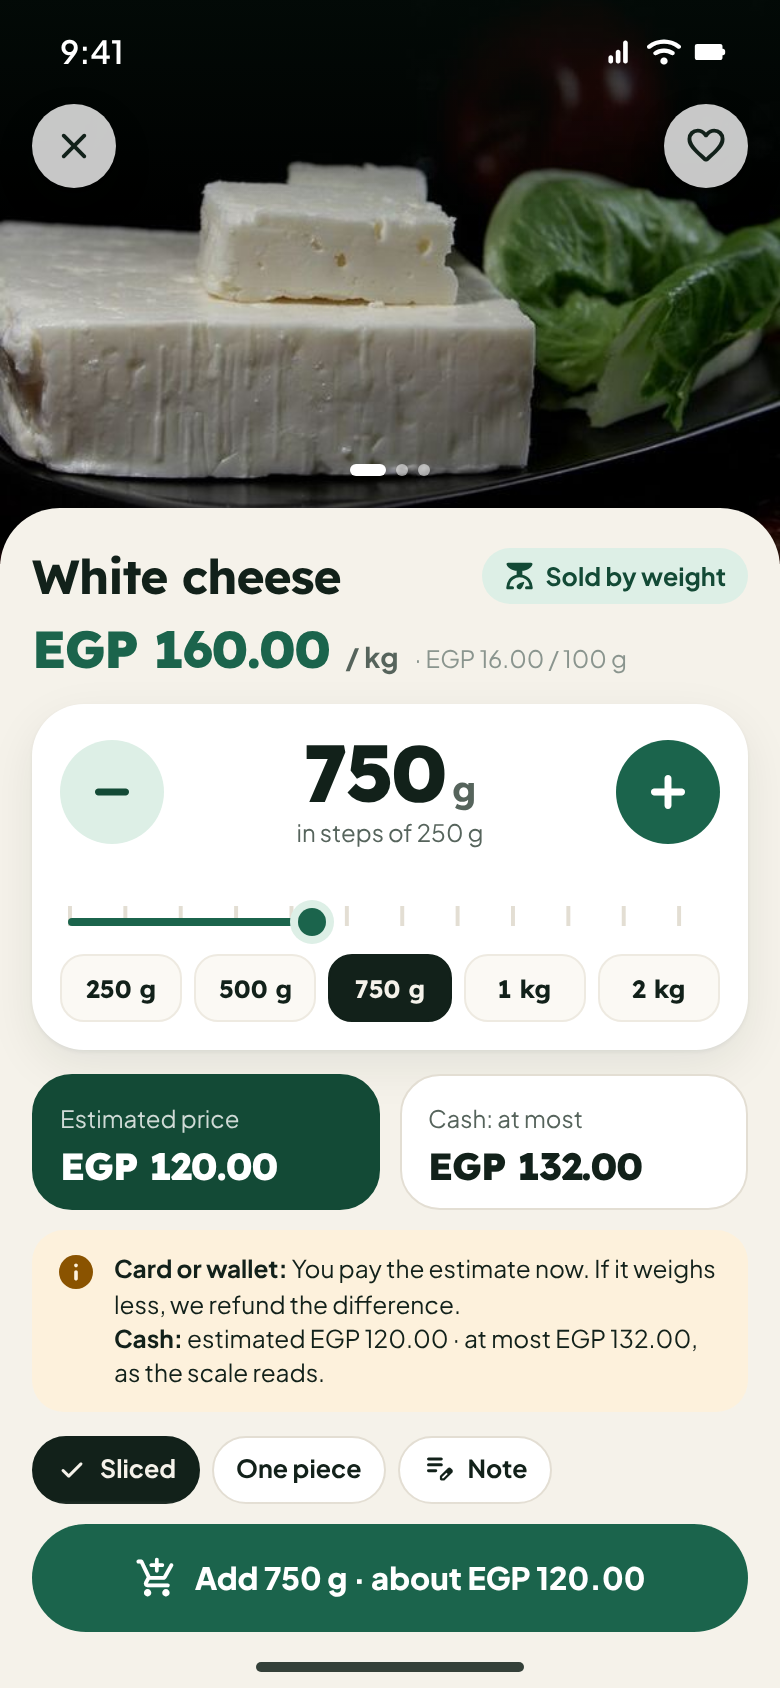 9:41
White cheese
Sold by weight
EGP 160.00 / kg · EGP 16.00 / 100 g
750 g
in steps of 250 g
250 g
500 g
750 g
1 kg
2 kg
Estimated price
EGP 120.00
Cash: at most
EGP 132.00
Card or wallet: You pay the estimate now. If it weighs
less, we refund the difference.
Cash: estimated EGP 120.00 · at most EGP 132.00,
as the scale reads.
Sliced
One piece
Note
Add 750 g · about EGP 120.00